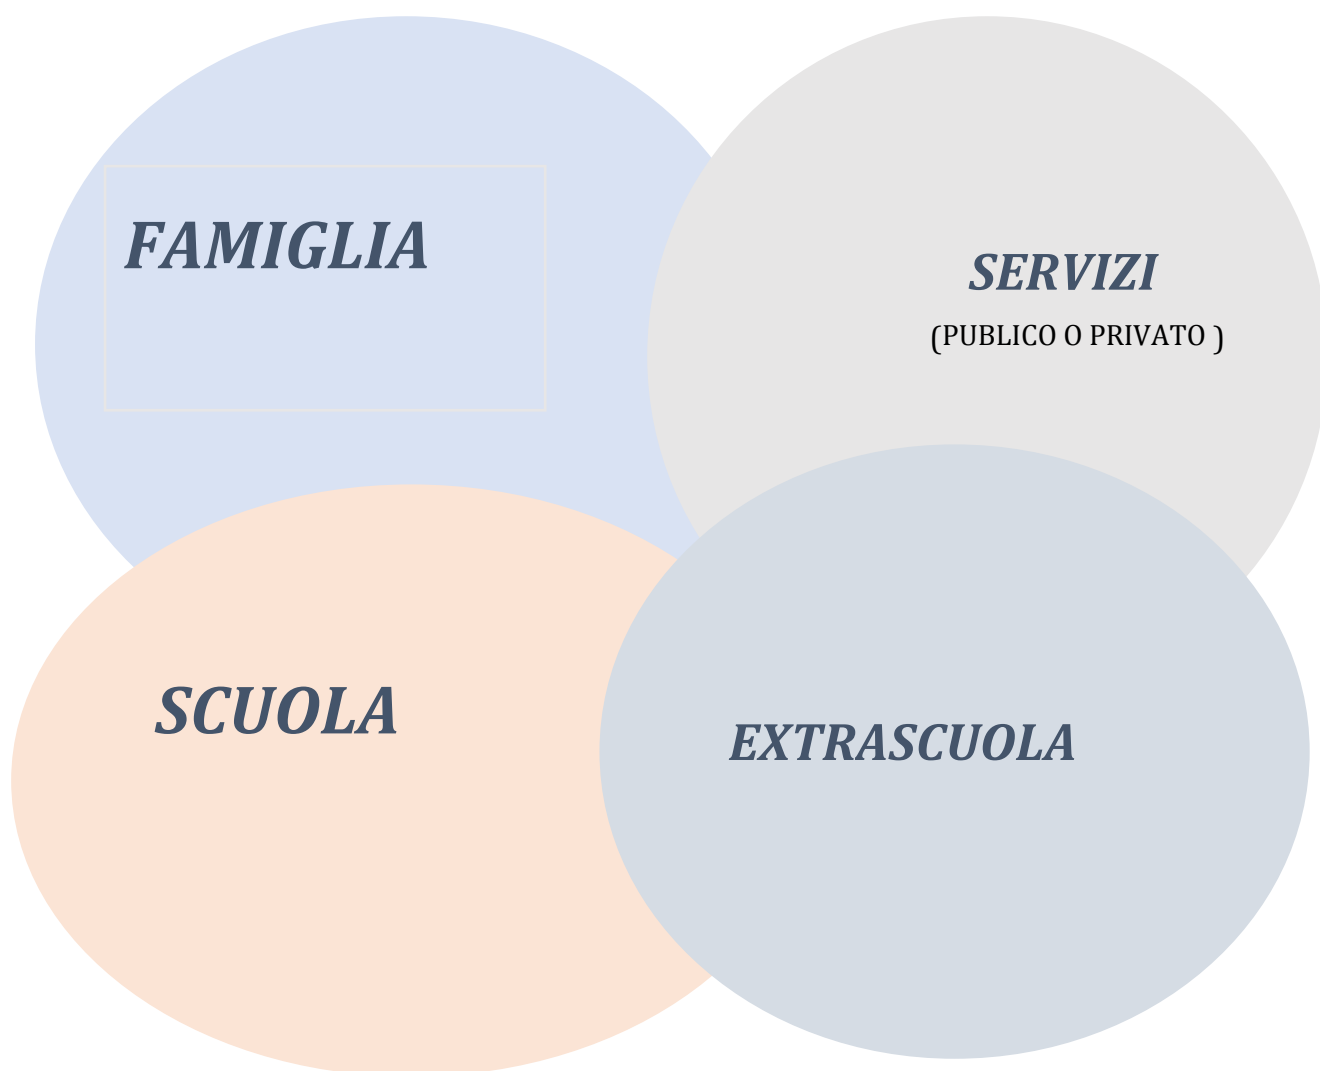 FAMIGLIA
SERVIZI
(PUBLICO O PRIVATO )
SCUOLA
EXTRASCUOLA